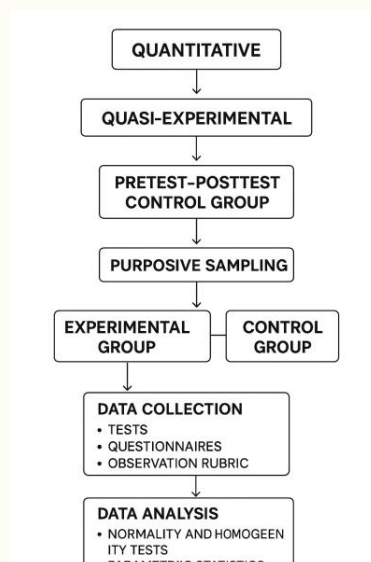 QUANTITATIVE
QUASI-EXPERIMENTAL
PRETEST-POSTTEST
CONTROL GROUP
PURPOSIVE SAMPLING
EXPERIMENTAL
GROUP
CONTROL
GROUP
DATA COLLECTION
• TESTS
• QUESTIONNAIRES
• OBSERVATION RUBRIC
DATA ANALYSIS
• NORMALITY AND HOMOGEEN
ITY TESTS